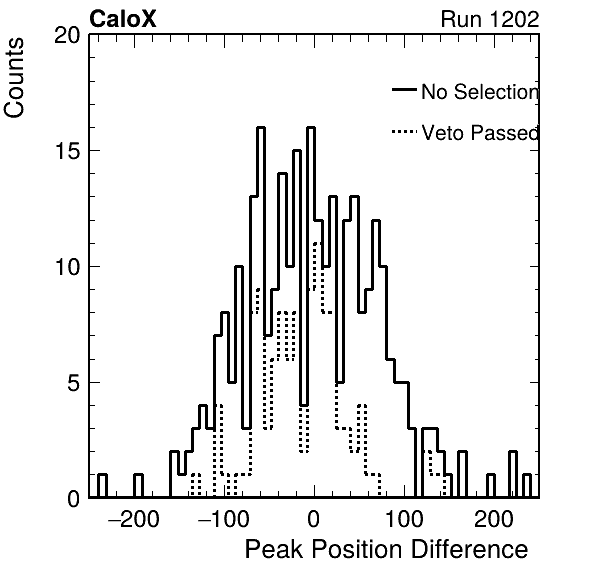 CaloX Run 1202
Counts
20
No Selection
Veto Passed
15
10
5
0
−200 −100 0 100 200
Peak Position Difference